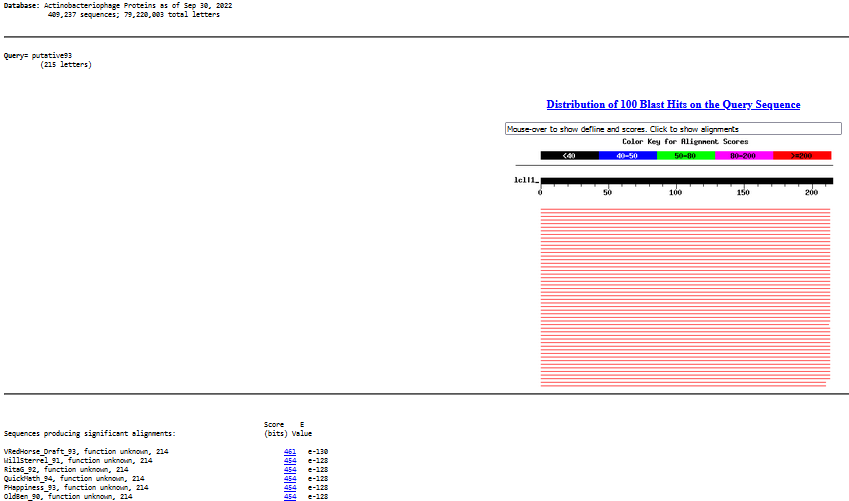 Database: Actinobacteriophage Proteins as of Sep 30, 2022
409,237 sequences; 79,220,003 total letters
Query= putative93
(215 letters)
Distribution of 100 Blast Hits on the Query Sequence
Mouse-over to show defline and scores. Click to show alignments
Color Key for Alignment Scores
<40 40-50 50-80 80-200 >=200
lcl|1_
0 50 100 150 200
Score E
Sequences producing significant alignments: (bits) Value
VRedHorse_Draft_93, function unknown, 214 461 e-130
WillSterrel_91, function unknown, 214 454 e-128
RitaG_92, function unknown, 214 454 e-128
QuickMath_94, function unknown, 214 454 e-128
PHappiness_93, function unknown, 214 454 e-128
OldBen_90, function unknown, 214 454 e-128